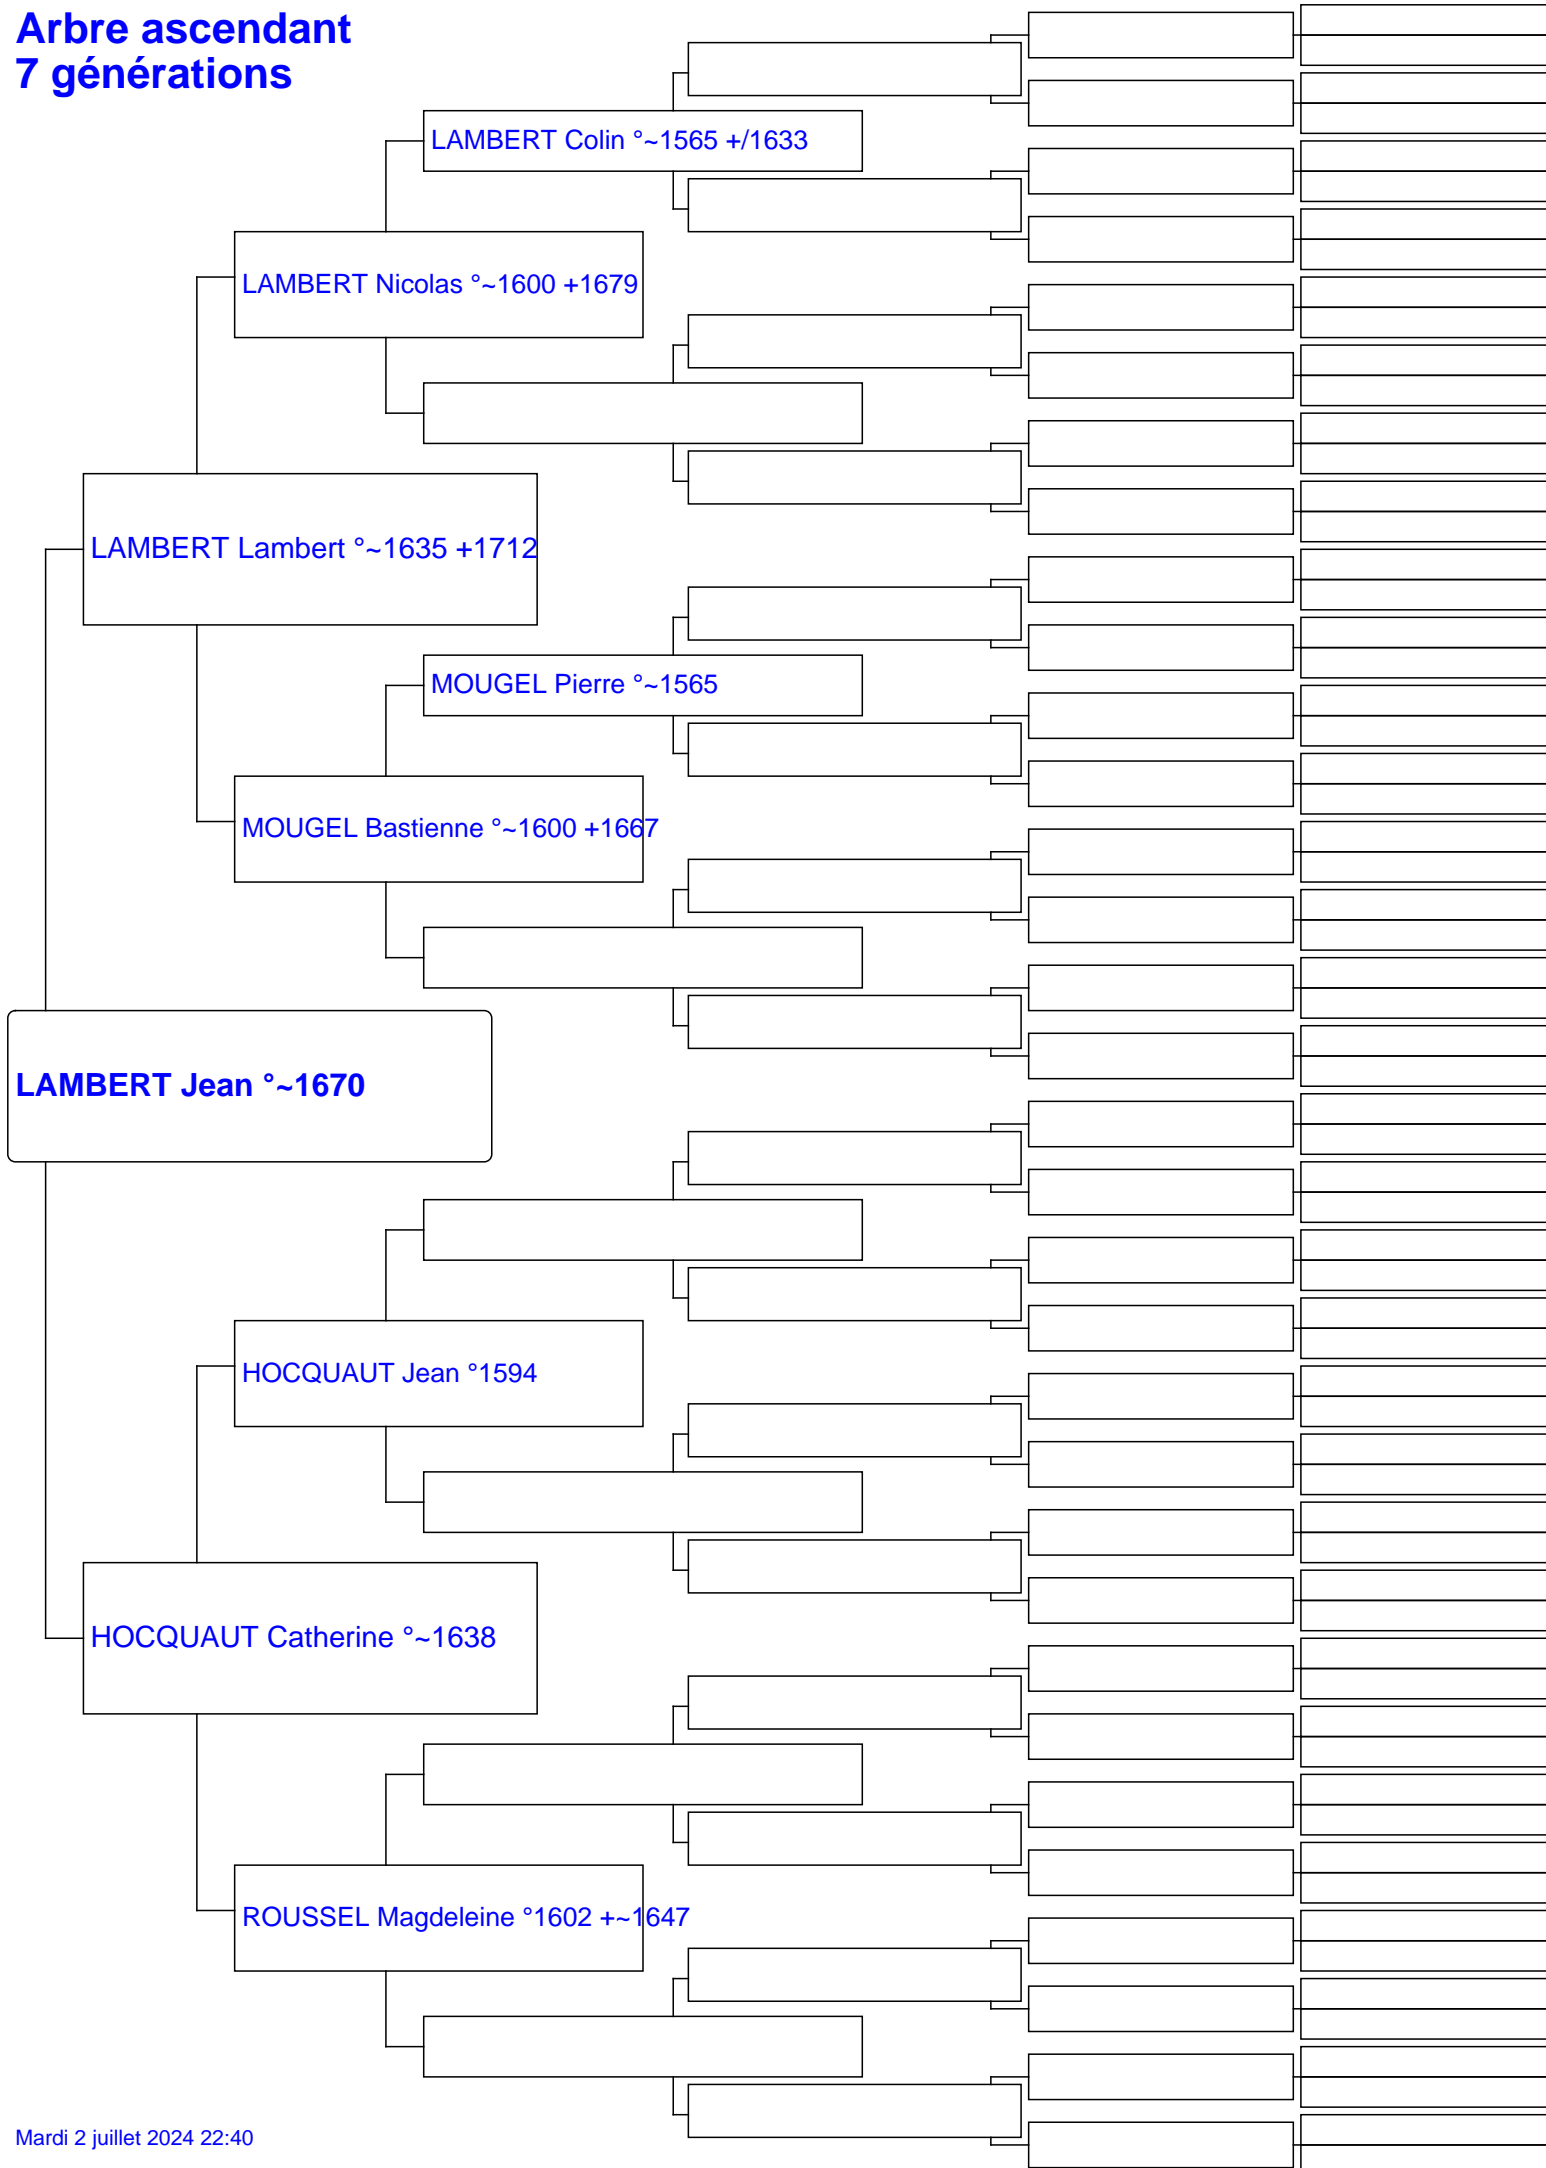 Arbre ascendant
7 générations
LAMBERT Colin °~1565 +/1633
LAMBERT Nicolas °~1600 +1679
LAMBERT Lambert °~1635 +1712
MOUGEL Pierre °~1565
MOUGEL Bastienne °~1600 +1667
LAMBERT Jean °~1670
HOCQUAUT Jean °1594
HOCQUAUT Catherine °~1638
ROUSSEL Magdeleine °1602 +~1647
Mardi 2 juillet 2024 22:40